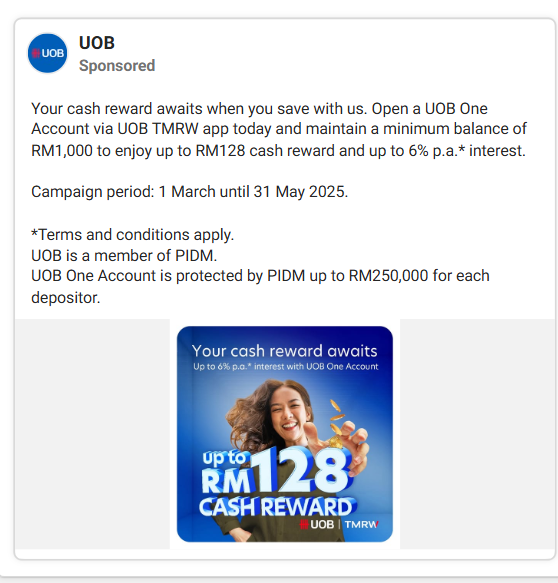 UOB
UOB
Sponsored
Your cash reward awaits when you save with us. Open a UOB One
Account via UOB TMRW app today and maintain a minimum balance of
RM1,000 to enjoy up to RM128 cash reward and up to 6% p.a.* interest.
Campaign period: 1 March until 31 May 2025.
*Terms and conditions apply.
UOB is a member of PIDM.
UOB One Account is protected by PIDM up to RM250,000 for each
depositor.
Your cash reward awaits
Up to 6% p.a.* interest with UOB One Account
up to
RM128
CASH REWARD
UOB | TMRW